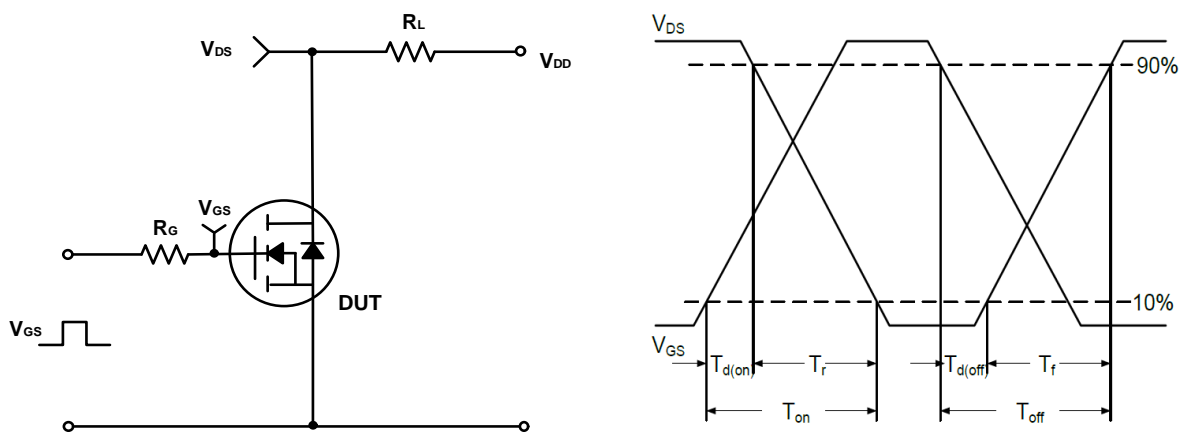 RL
VDS
VDD
VGS
RG
DUT
VGS
VDS
90%
10%
VGS
Td(on)
Tr
Td(off)
Tf
Ton
Toff